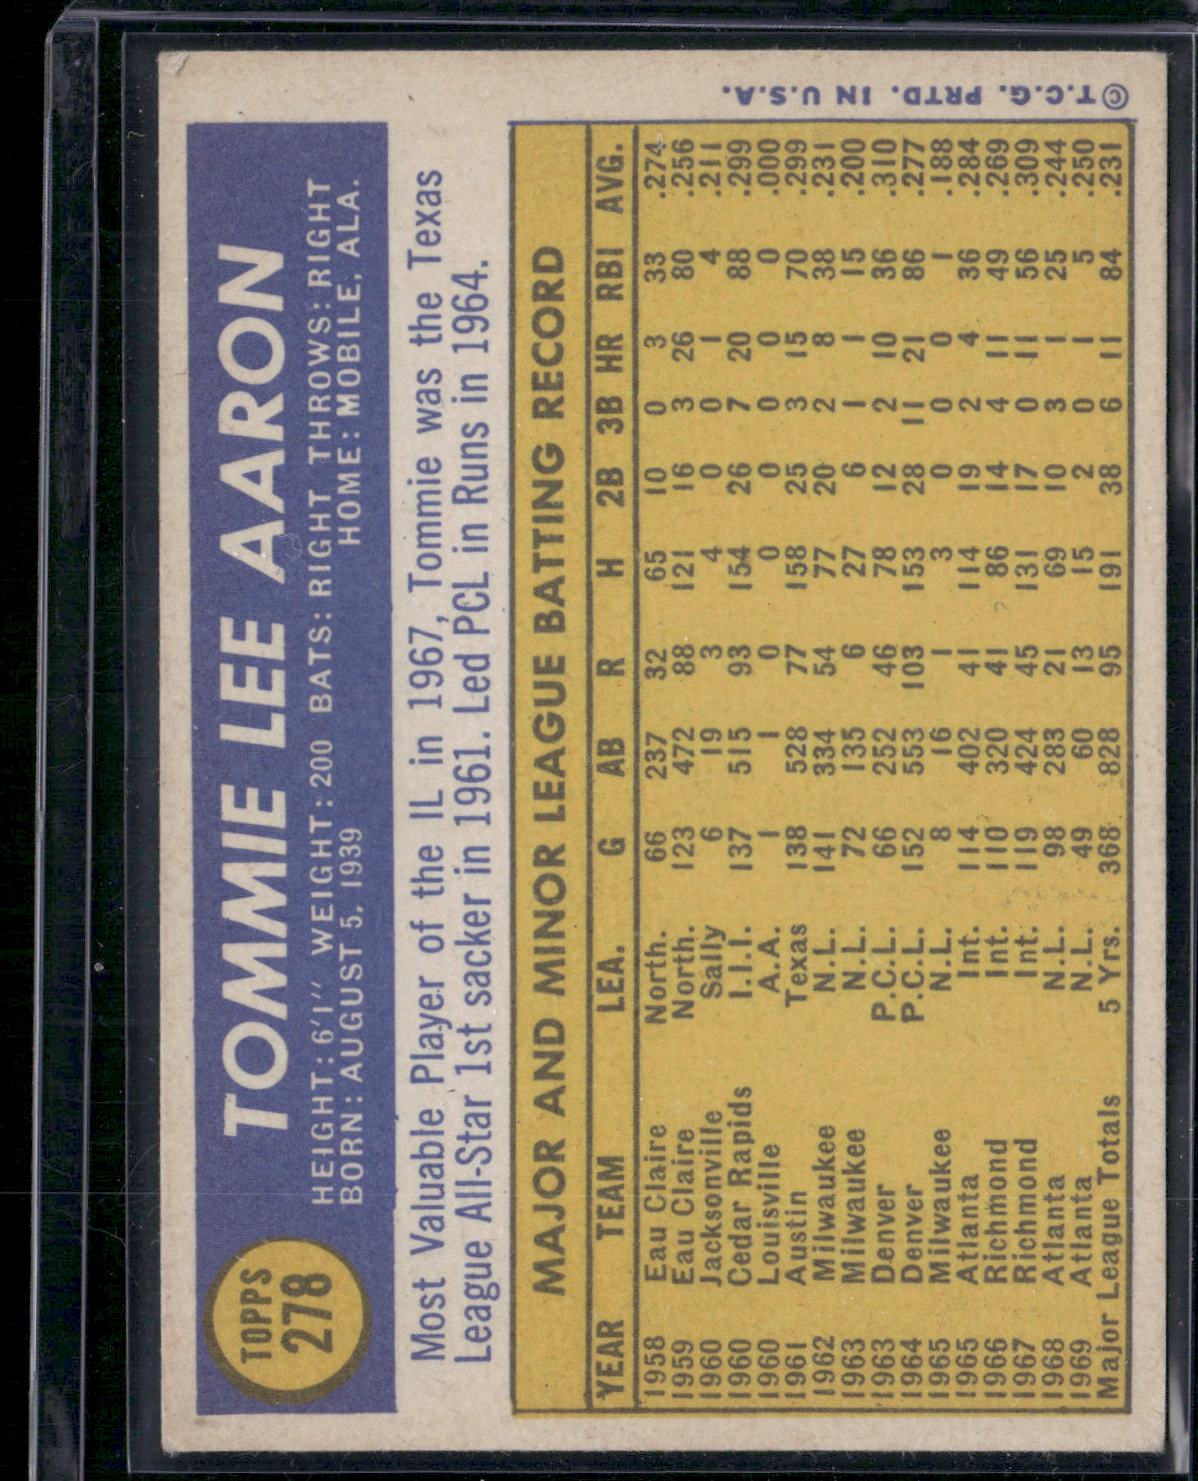 TOPPS
278
TOMMIE LEE AARON
HEIGHT: 6'1" WEIGHT: 200 BATS: RIGHT THROWS: RIGHT
BORN: AUGUST 5, 1939 HOME: MOBILE, ALA.
Most Valuable Player of the IL in 1967, Tommie was the Texas
League All-Star 1st sacker in 1961. Led PCL in Runs in 1964.
MAJOR AND MINOR LEAGUE BATTING RECORD
YEAR TEAM LEA. G AB R H 2B 3B HR RBI AVG.
1958 Eau Claire North. 66 237 32 65 10 0 3 33 .274
1959 Eau Claire North. 123 472 88 121 16 3 26 80 .256
1960 Jacksonville Sally 6 19 3 4 0 0 1 4 .211
1960 Cedar Rapids I.I.I. 137 515 93 154 26 7 20 88 .299
1960 Louisville A.A. 1 1 0 0 0 0 0 0 .000
1961 Austin Texas 138 528 77 158 25 3 15 70 .299
1962 Milwaukee N.L. 141 334 54 77 20 2 8 38 .231
1963 Milwaukee N.L. 72 135 6 27 6 1 1 15 .200
1963 Denver P.C.L. 66 252 46 78 12 2 10 36 .310
1964 Denver P.C.L. 152 553 103 153 28 11 21 86 .277
1965 Milwaukee N.L. 8 16 1 3 0 0 0 1 .188
1965 Atlanta Int. 114 402 41 114 19 2 4 36 .284
1966 Richmond Int. 110 320 41 86 14 4 11 49 .269
1967 Richmond Int. 119 424 45 131 17 0 11 56 .309
1968 Atlanta N.L. 98 283 21 69 10 3 1 25 .244
1969 Atlanta N.L. 49 60 13 15 2 0 1 5 .250
Major League Totals 5 Yrs. 368 828 95 191 38 6 11 84 .231
© T.C.G. PRTD. IN U.S.A.